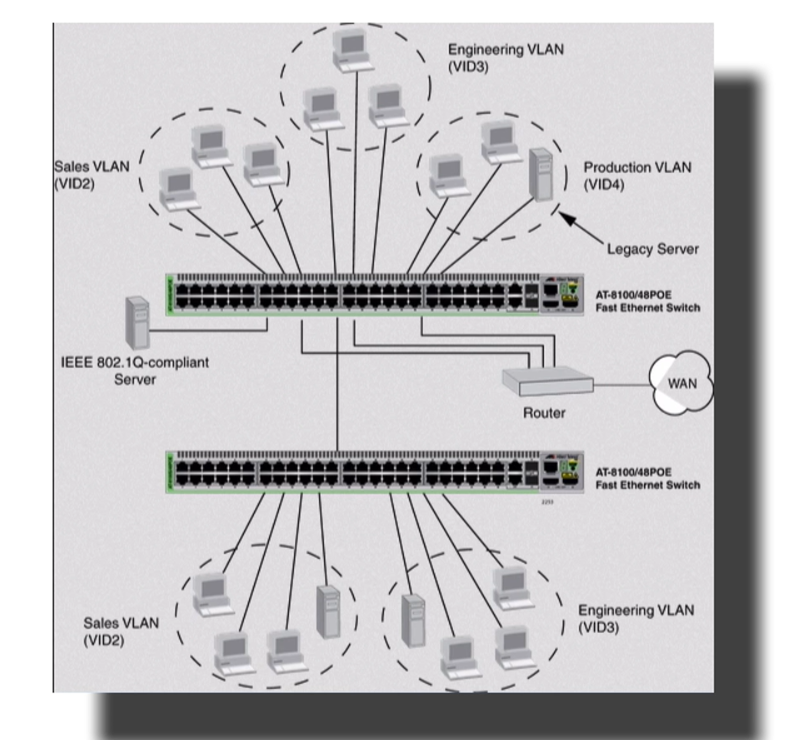 Engineering VLAN
(VID3)
Sales VLAN
(VID2)
Production VLAN
(VID4)
Legacy Server
AT-8100/48POE
Fast Ethernet Switch
IEEE 802.1Q-compliant
Server
WAN
Router
AT-8100/48POE
Fast Ethernet Switch
2253
Sales VLAN
(VID2)
Engineering VLAN
(VID3)